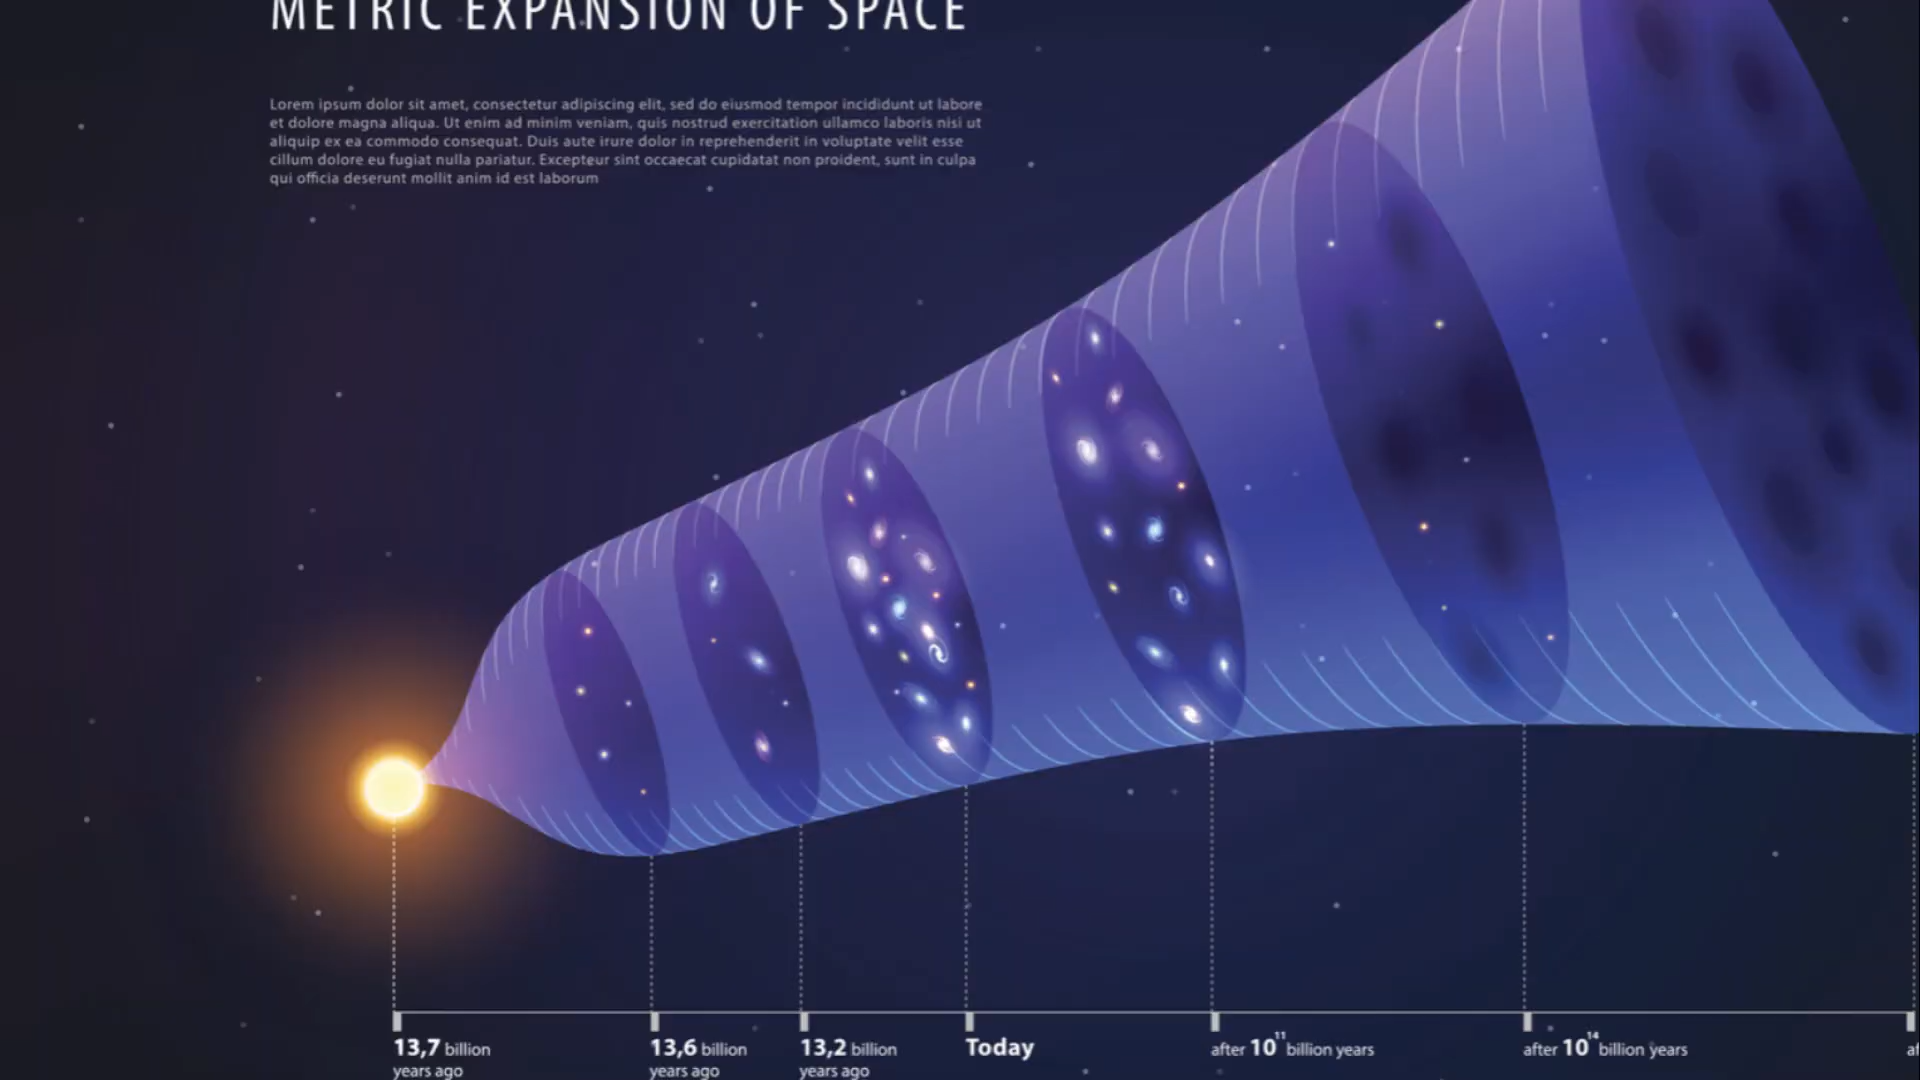 METRIC EXPANSION OF SPACE
Lorem ipsum dolor sit amet, consectetur adipiscing elit, sed do eiusmod tempor incididunt ut labore
et dolore magna aliqua. Ut enim ad minim veniam, quis nostrud exercitation ullamco laboris nisi ut
aliquip ex ea commodo consequat. Duis aute irure dolor in reprehenderit in voluptate velit esse
cillum dolore eu fugiat nulla pariatur. Excepteur sint occaecat cupidatat non proident, sunt in culpa
qui officia deserunt mollit anim id est laborum
13,7 billion
years ago
13,6 billion
years ago
13,2 billion
years ago
Today
after 10¹¹ billion years
after 10¹⁴ billion years